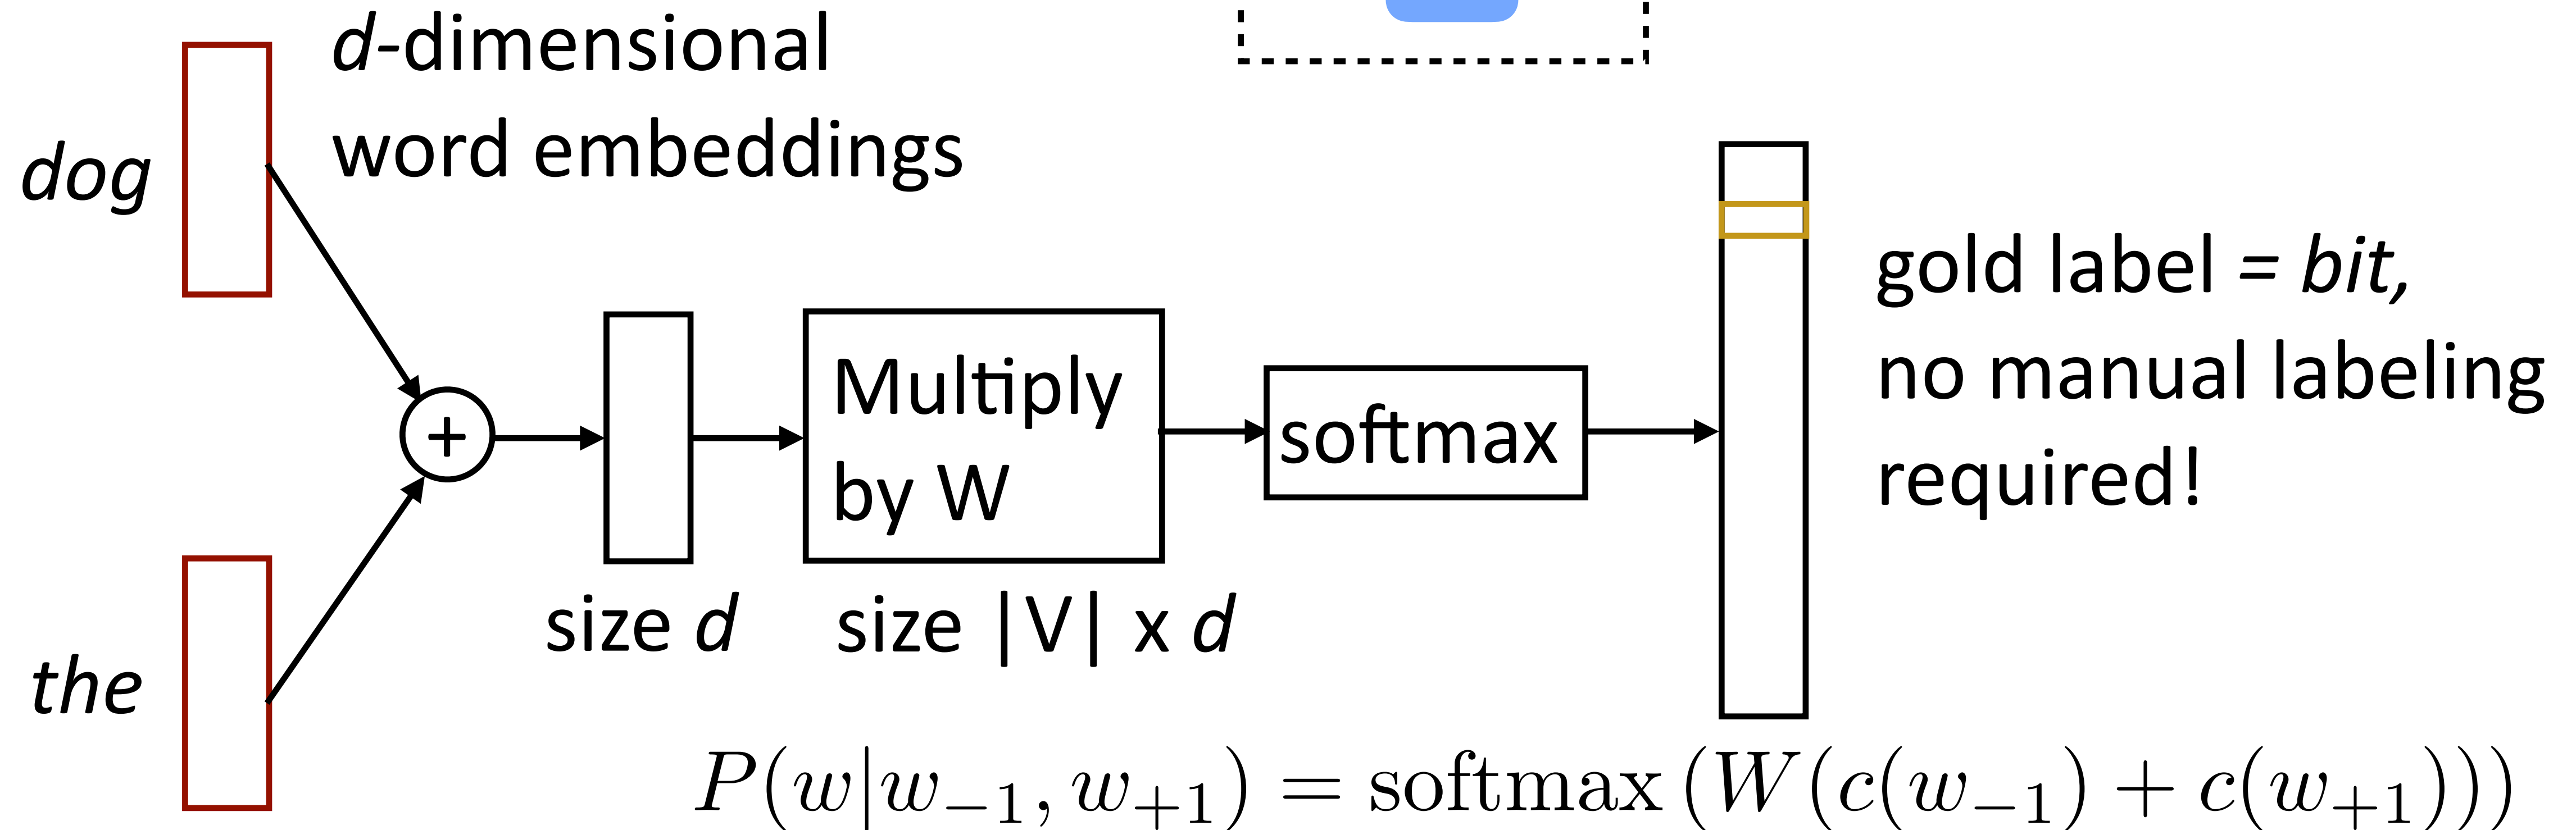 d-dimensional
word embeddings
dog
the
+
size d
Multiply
by W
size |V| x d
softmax
gold label = bit,
no manual labeling
required!
P(w|w₋₁, w₊₁) = softmax (W(c(w₋₁) + c(w₊₁)))